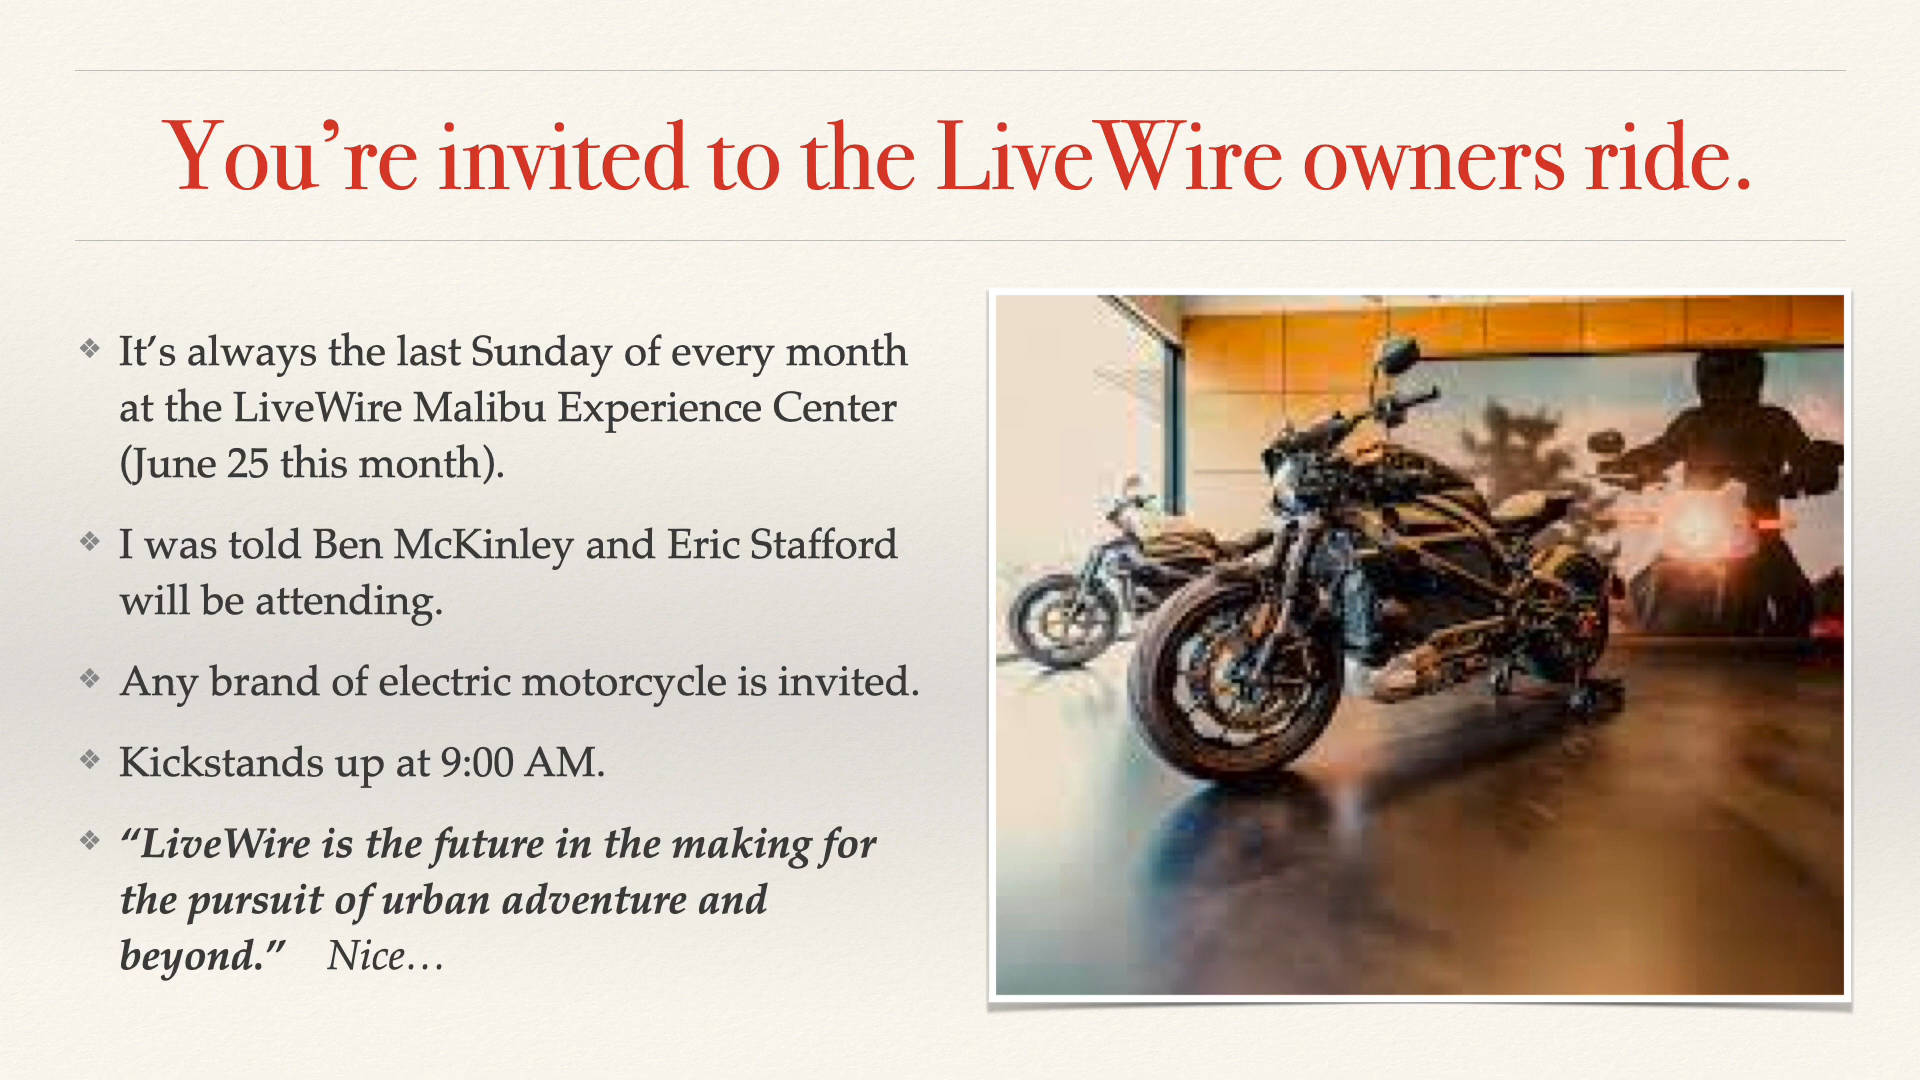 You’re invited to the LiveWire owners ride.
❖ It’s always the last Sunday of every month
at the LiveWire Malibu Experience Center
(June 25 this month).
❖ I was told Ben McKinley and Eric Stafford
will be attending.
❖ Any brand of electric motorcycle is invited.
❖ Kickstands up at 9:00 AM.
❖ “LiveWire is the future in the making for
the pursuit of urban adventure and
beyond.” Nice…